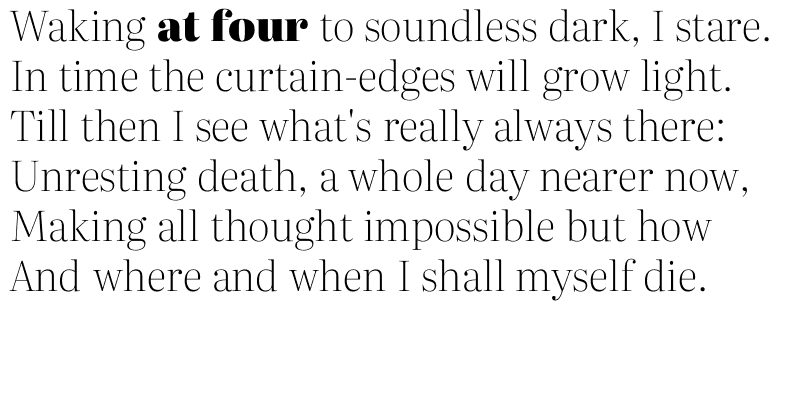 Waking at four to soundless dark, I stare.
In time the curtain-edges will grow light.
Till then I see what's really always there:
Unresting death, a whole day nearer now,
Making all thought impossible but how
And where and when I shall myself die.